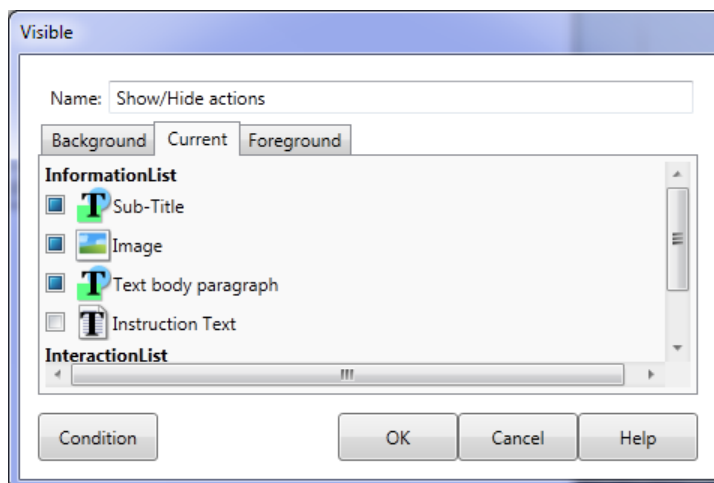 Visible
Name: Show/Hide actions
Background Current Foreground
InformationList
Sub-Title
Image
Text body paragraph
Instruction Text
InteractionList
Condition OK Cancel Help